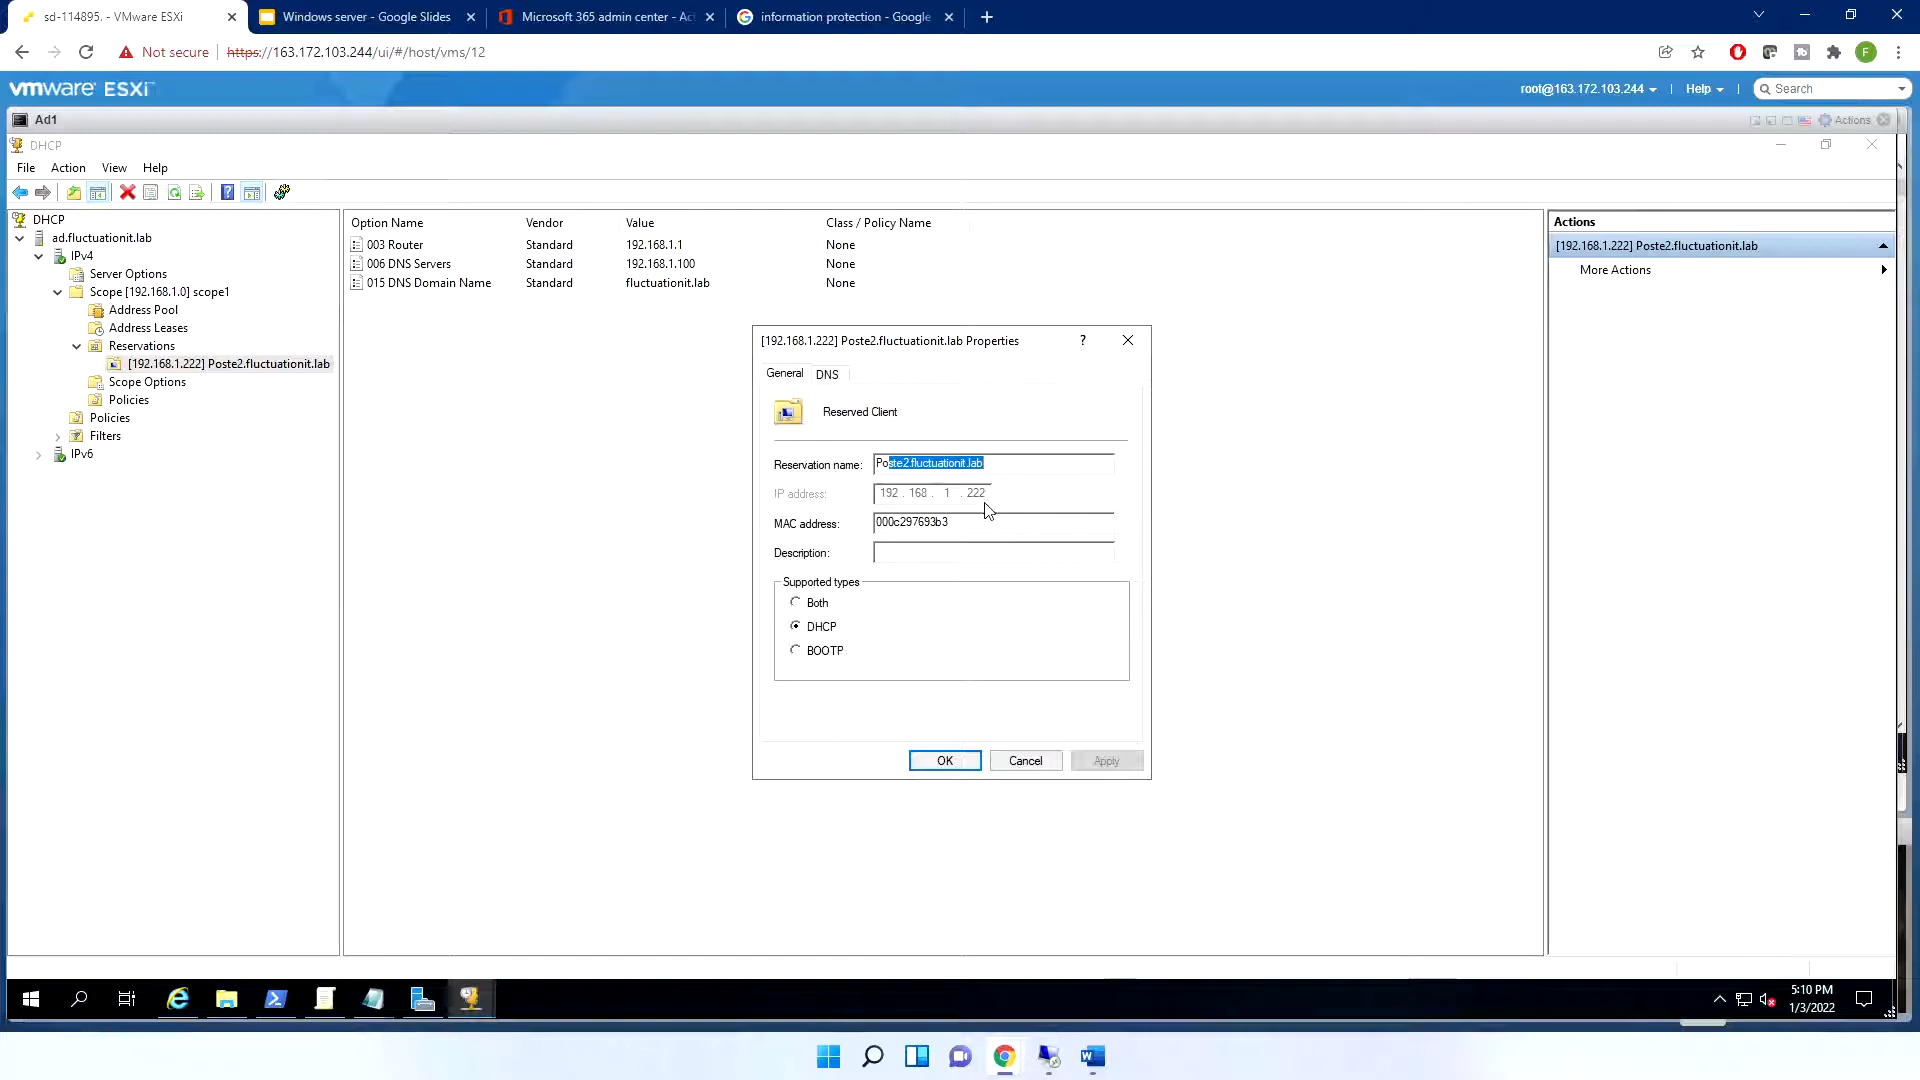 sd-114895. - VMware ESXi
Windows server - Google Slides
Microsoft 365 admin center - Ac
information protection - Google
Not secure
https://163.172.103.244/ui/#/host/vms/12
F
vmware ESXi
root@163.172.103.244
Help
Search
Ad1
Actions
DHCP
File
Action
View
Help
DHCP
ad.fluctuationit.lab
IPv4
Server Options
Scope [192.168.1.0] scope1
Address Pool
Address Leases
Reservations
[192.168.1.222] Poste2.fluctuationit.lab
Scope Options
Policies
Policies
Filters
IPv6
Option Name Vendor Value Class / Policy Name
003 Router Standard 192.168.1.1 None
006 DNS Servers Standard 192.168.1.100 None
015 DNS Domain Name Standard fluctuationit.lab None
Actions
[192.168.1.222] Poste2.fluctuationit.lab
More Actions
[192.168.1.222] Poste2.fluctuationit.lab Properties
?
General
DNS
Reserved Client
Reservation name: Poste2.fluctuationit.lab
IP address: 192 . 168 . 1 . 222
MAC address: 000c297693b3
Description:
Supported types
Both
DHCP
BOOTP
OK
Cancel
Apply
5:10 PM
1/3/2022